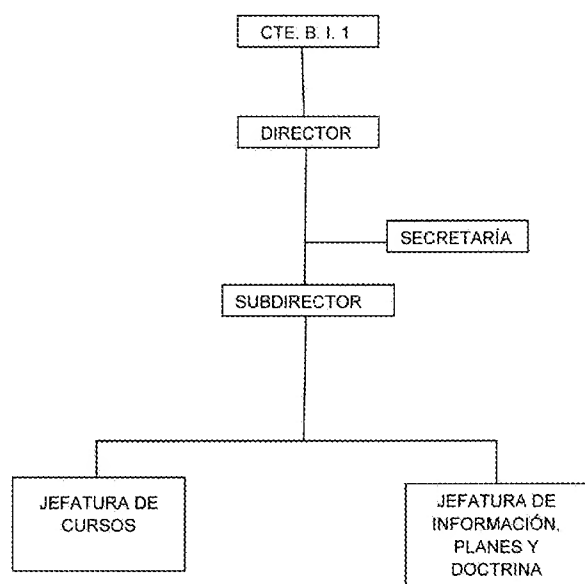 CTE. B. I. 1
DIRECTOR
SECRETARÍA
SUBDIRECTOR
JEFATURA DE
CURSOS
JEFATURA DE
INFORMACIÓN,
PLANES Y
DOCTRINA